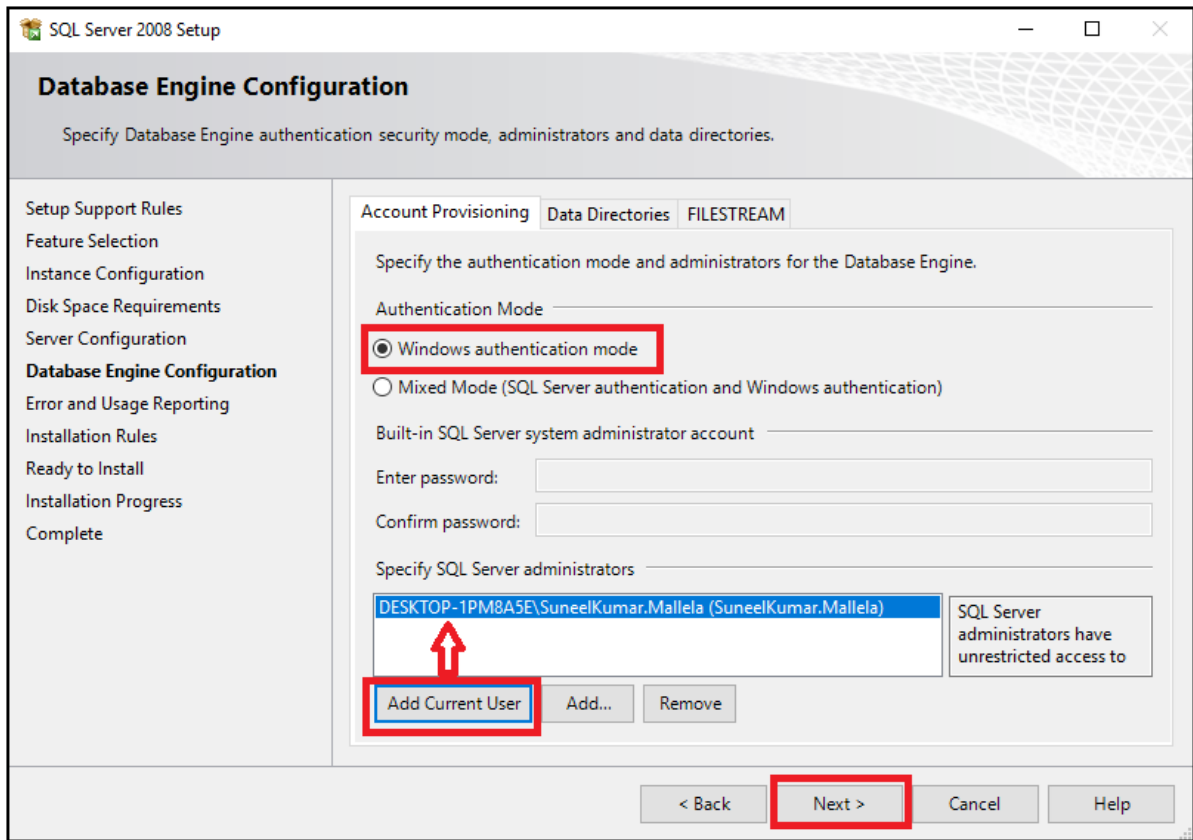 SQL Server 2008 Setup
Database Engine Configuration
Specify Database Engine authentication security mode, administrators and data directories.
Setup Support Rules
Feature Selection
Instance Configuration
Disk Space Requirements
Server Configuration
Database Engine Configuration
Error and Usage Reporting
Installation Rules
Ready to Install
Installation Progress
Complete
Account Provisioning Data Directories FILESTREAM
Specify the authentication mode and administrators for the Database Engine.
Authentication Mode
Windows authentication mode
Mixed Mode (SQL Server authentication and Windows authentication)
Built-in SQL Server system administrator account
Enter password:
Confirm password:
Specify SQL Server administrators
DESKTOP-1PM8A5E\SuneelKumar.Mallela (SuneelKumar.Mallela)
SQL Server
administrators have
unrestricted access to
Add Current User Add... Remove
< Back Next > Cancel Help